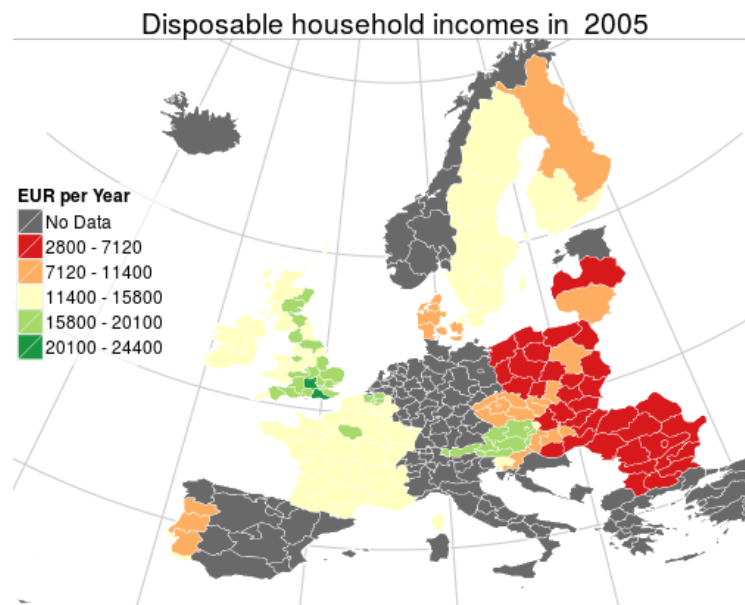 Disposable household incomes in  2005
EUR per Year
No Data
2800 - 7120
7120 - 11400
11400 - 15800
15800 - 20100
20100 - 24400